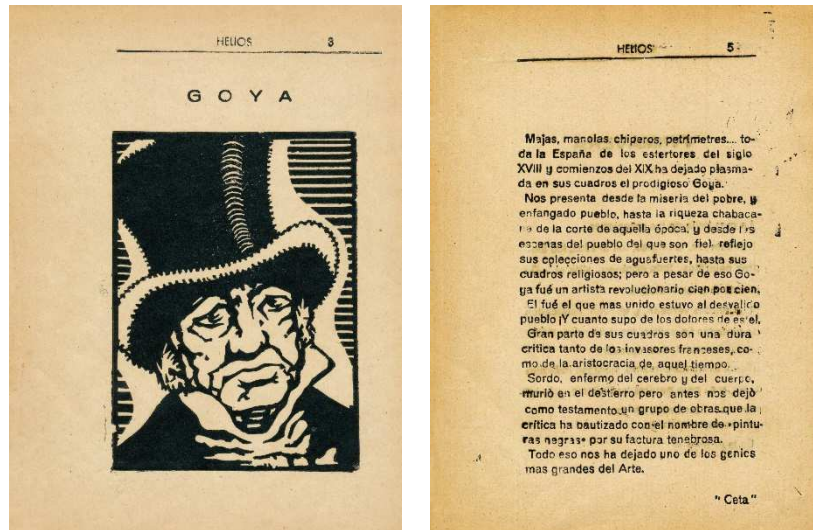 HELIOS 3
GOYA
HELIOS 5
Majas, manolas, chiperos, petrimetres... to-
da la España de los estertores del siglo
XVIII y comienzos del XIX ha dejado plasma-
da en sus cuadros el prodigioso Goya.
Nos presenta desde la miseria del pobre, y
enfangado pueblo, hasta la riqueza chabaca-
de la corte de aquella época, y desde las
escenas del pueblo del que son fiel reflejo
sus colecciones de aguafuertes, hasta sus
cuadros religiosos; pero a pesar de eso Go-
ya fué un artista revolucionario cien por cien.
El fué el que mas unido estuvo al desvalido
pueblo ¡Y cuanto supo de los dolores de este!.
Gran parte de sus cuadros son una dura
critica tanto de los invasores franceses, co-
mo de la aristocracia de aquel tiempo.
Sordo, enfermo del cerebro y del cuerpo,
murió en el destierro pero antes nos dejó
como testamento un grupo de obras que la
crítica ha bautizado con el nombre de «pintu-
ras negras» por su factura tenebrosa.
Todo eso nos ha dejado uno de los genios
mas grandes del Arte.
"Ceta"